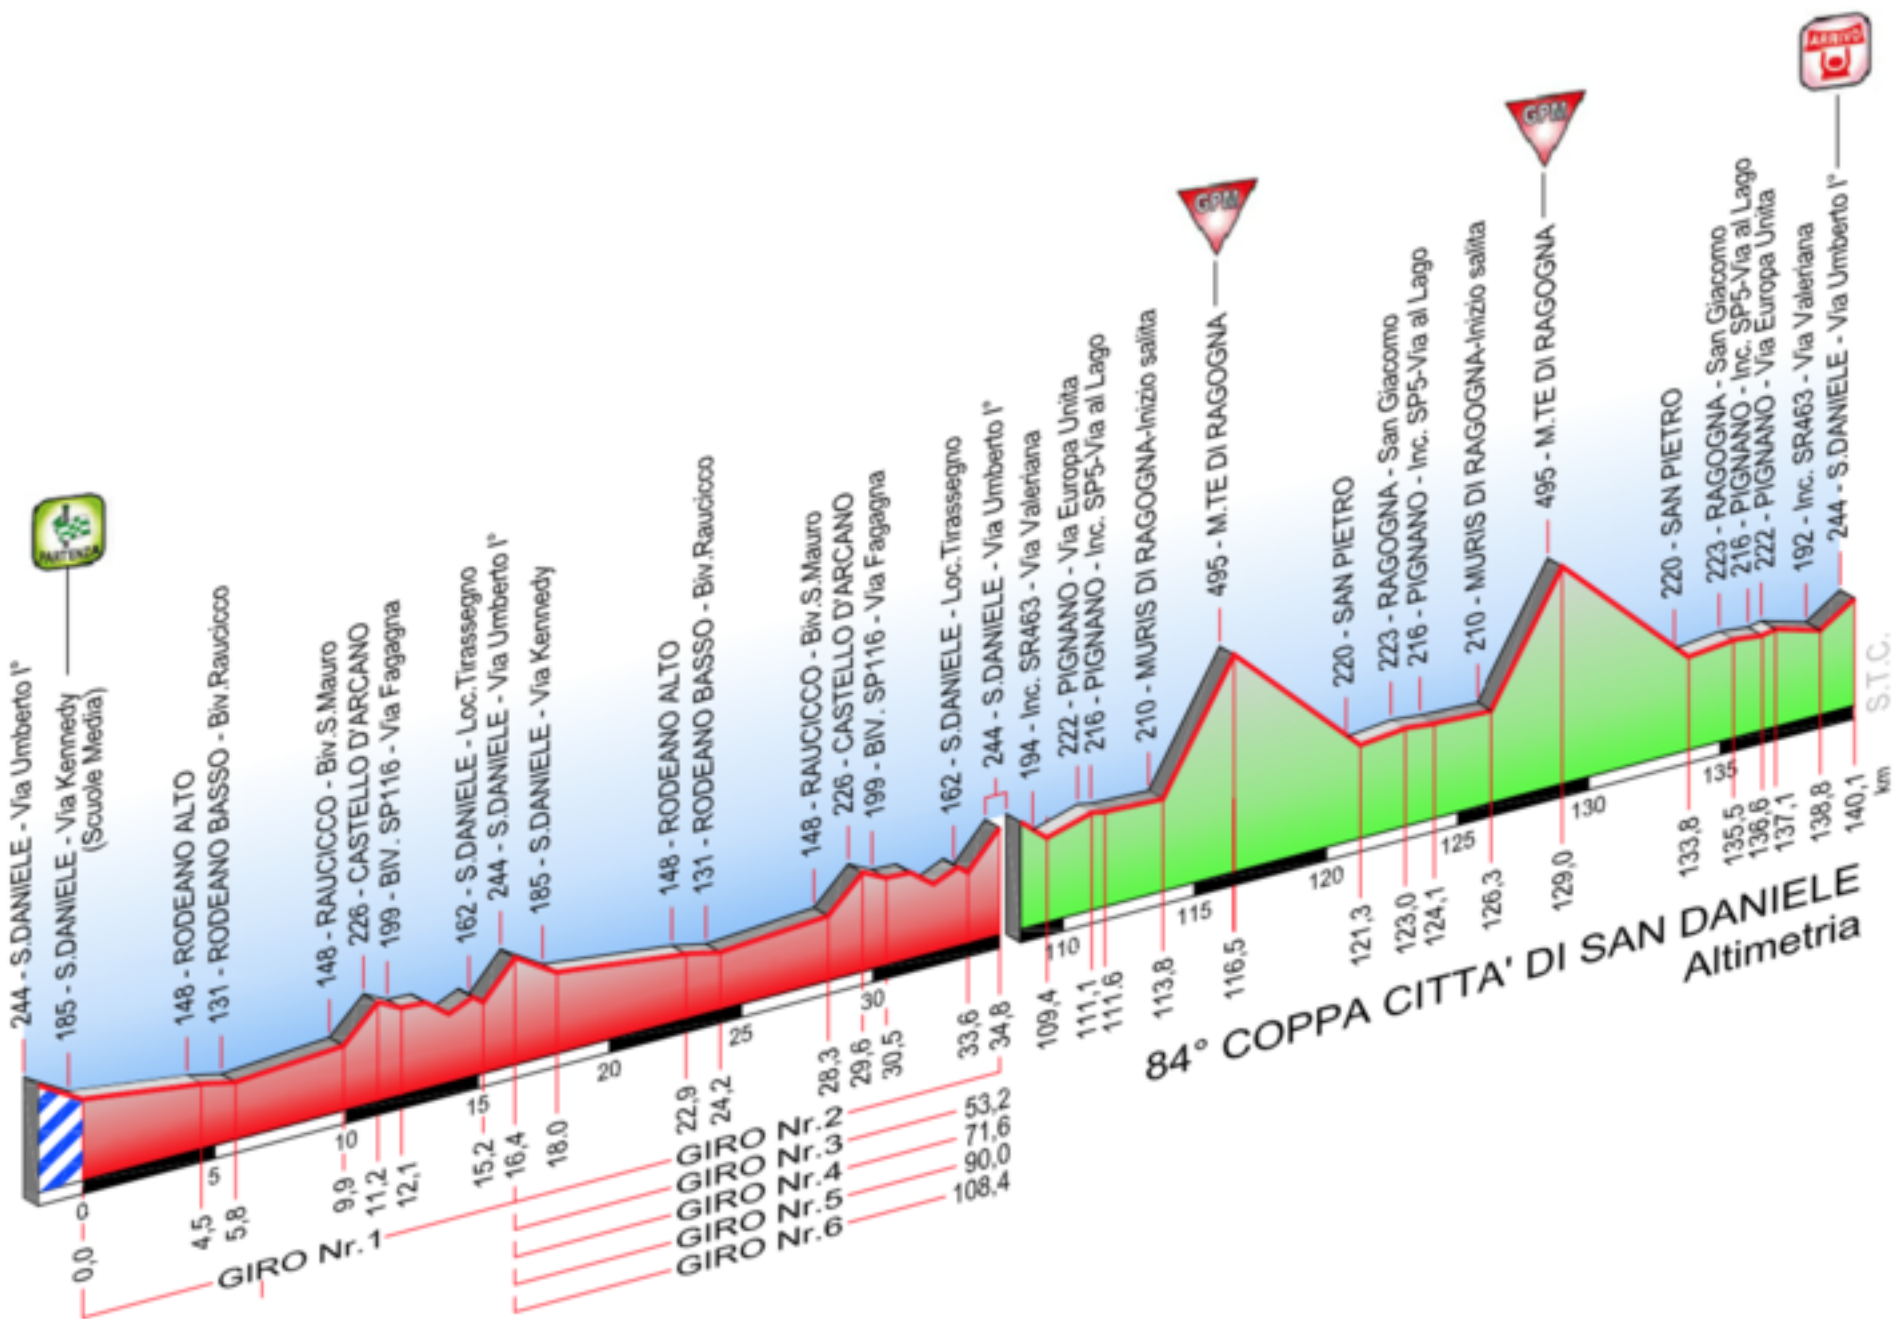 PARTENZA
GPM
GPM
ARRIVO
244 - S.DANIELE - Via Umberto I°
185 - S.DANIELE - Via Kennedy
(Scuole Media)
148 - RODEANO ALTO
131 - RODEANO BASSO - Biv.Raucicco
148 - RAUCICCO - Biv.S.Mauro
226 - CASTELLO D'ARCANO
199 - BIV. SP116 - Via Fagagna
162 - S.DANIELE - Loc.Tirassegno
244 - S.DANIELE - Via Umberto I°
185 - S.DANIELE - Via Kennedy
148 - RODEANO ALTO
131 - RODEANO BASSO - Biv.Raucicco
148 - RAUCICCO - Biv.S.Mauro
226 - CASTELLO D'ARCANO
199 - BIV. SP116 - Via Fagagna
162 - S.DANIELE - Loc.Tirassegno
244 - S.DANIELE - Via Umberto I°
194 - Inc. SR463 - Via Valeriana
222 - PIGNANO - Via Europa Unita
216 - PIGNANO - Inc. SP5-Via al Lago
210 - MURIS DI RAGOGNA-Inizio salita
495 - M.TE DI RAGOGNA
220 - SAN PIETRO
223 - RAGOGNA - San Giacomo
216 - PIGNANO - Inc. SP5-Via al Lago
210 - MURIS DI RAGOGNA-Inizio salita
495 - M.TE DI RAGOGNA
220 - SAN PIETRO
223 - RAGOGNA - San Giacomo
216 - PIGNANO - Inc. SP5-Via al Lago
222 - PIGNANO - Via Europa Unita
192 - Inc. SR463 - Via Valeriana
244 - S.DANIELE - Via Umberto I°
S.T.C.
0
5
10
15
20
25
30
110
115
120
125
130
135
km
0,0
4,5
5,8
9,9
11,2
12,1
15,2
16,4
18.0
22,9
24,2
28,3
29,6
30,5
33,6
34,8
109,4
111,1
111.6
113,8
116,5
121,3
123,0
124,1
126,3
129,0
133,8
135,5
136,6
137,1
138,8
140,1
GIRO Nr.1
GIRO Nr.2
GIRO Nr.3 53,2
GIRO Nr.4 71,6
GIRO Nr.5 90,0
GIRO Nr.6 108,4
84° COPPA CITTA' DI SAN DANIELE
Altimetria